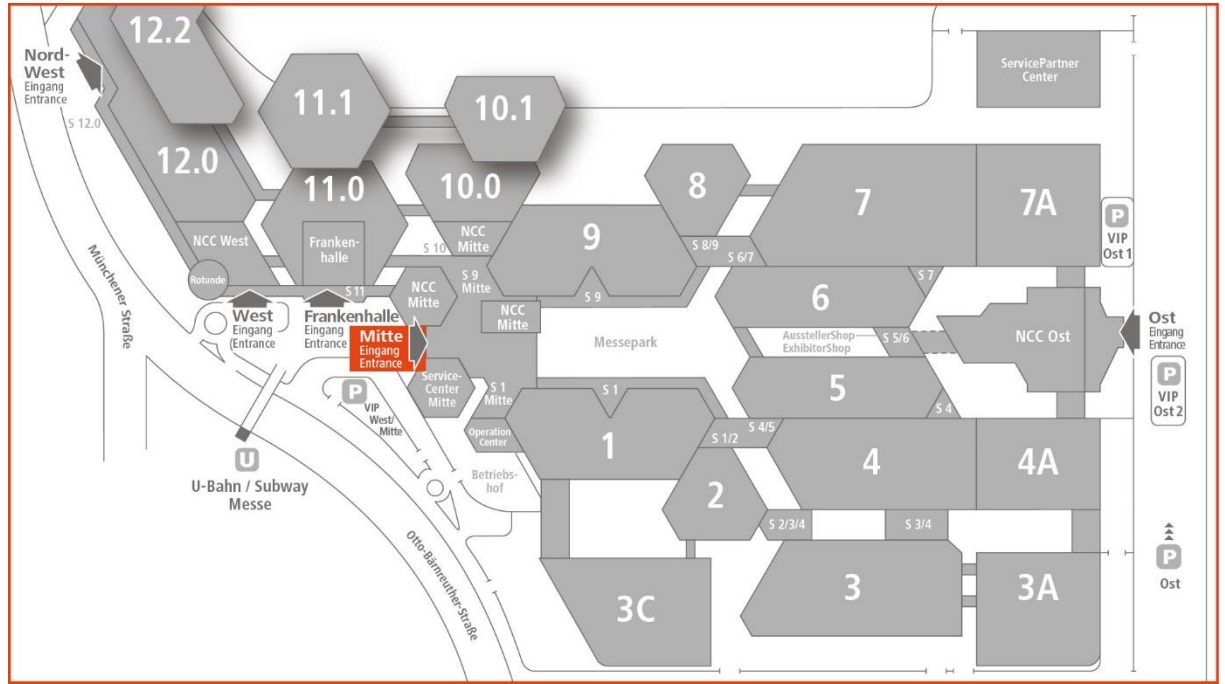 12.2
Nord-
West
Eingang
Entrance
S 12.0
12.0
11.1
10.1
11.0
10.0
ServicePartner
Center
8
7
7A
P
VIP
Ost 1
NCC West
Franken-
halle
S 10
NCC
Mitte
9
S 8/9
S 6/7
S 7
Rotunde
S 11
NCC
Mitte
S 9
Mitte
S 9
NCC
Mitte
6
Münchener Straße
West
Eingang
(Entrance
Frankenhalle
Eingang
Entrance
Mitte
Eingang
Entrance
Messepark
AusstellerShop
ExhibitorShop
S 5/6
NCC Ost
Ost
Eingang
Entrance
P
VIP
Ost 2
Service-
Center
Mitte
S 1
Mitte
S 1
5
S 4
P
VIP
West/
Mitte
Operation
Center
1
S 1/2
S 4/5
4
4A
U
U-Bahn / Subway
Messe
Betriebs-
hof
2
S 2/3/4
S 3/4
Otto-Bärnreuther-Straße
3C
3
3A
P
Ost